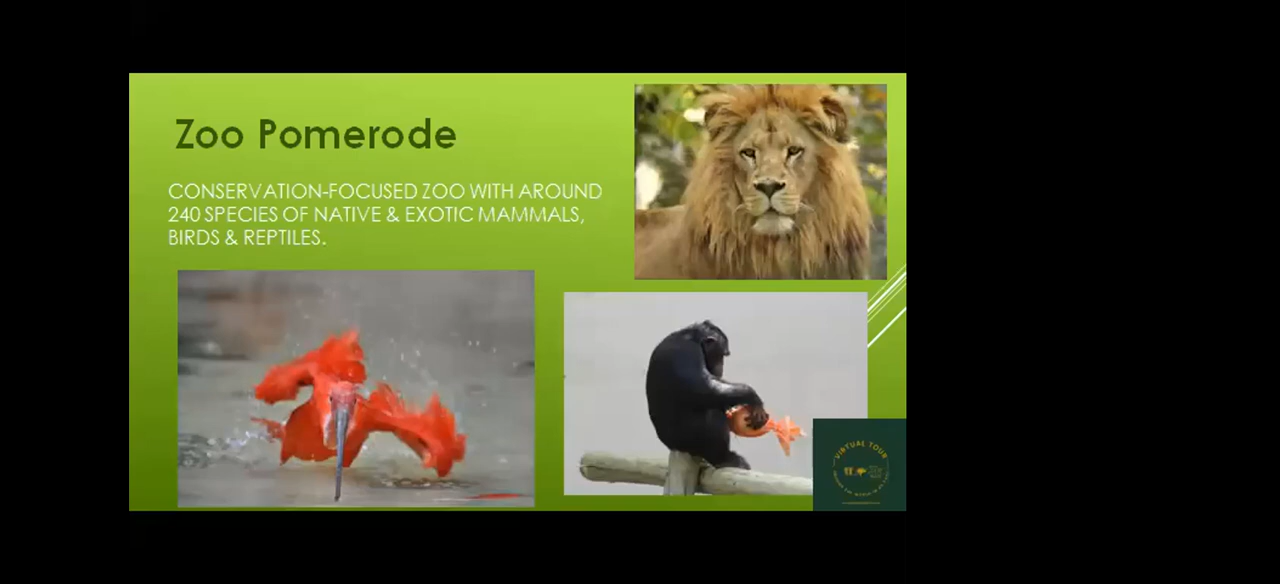 Zoo Pomerode
CONSERVATION-FOCUSED ZOO WITH AROUND
240 SPECIES OF NATIVE & EXOTIC MAMMALS,
BIRDS & REPTILES.
VIRTUAL TOUR